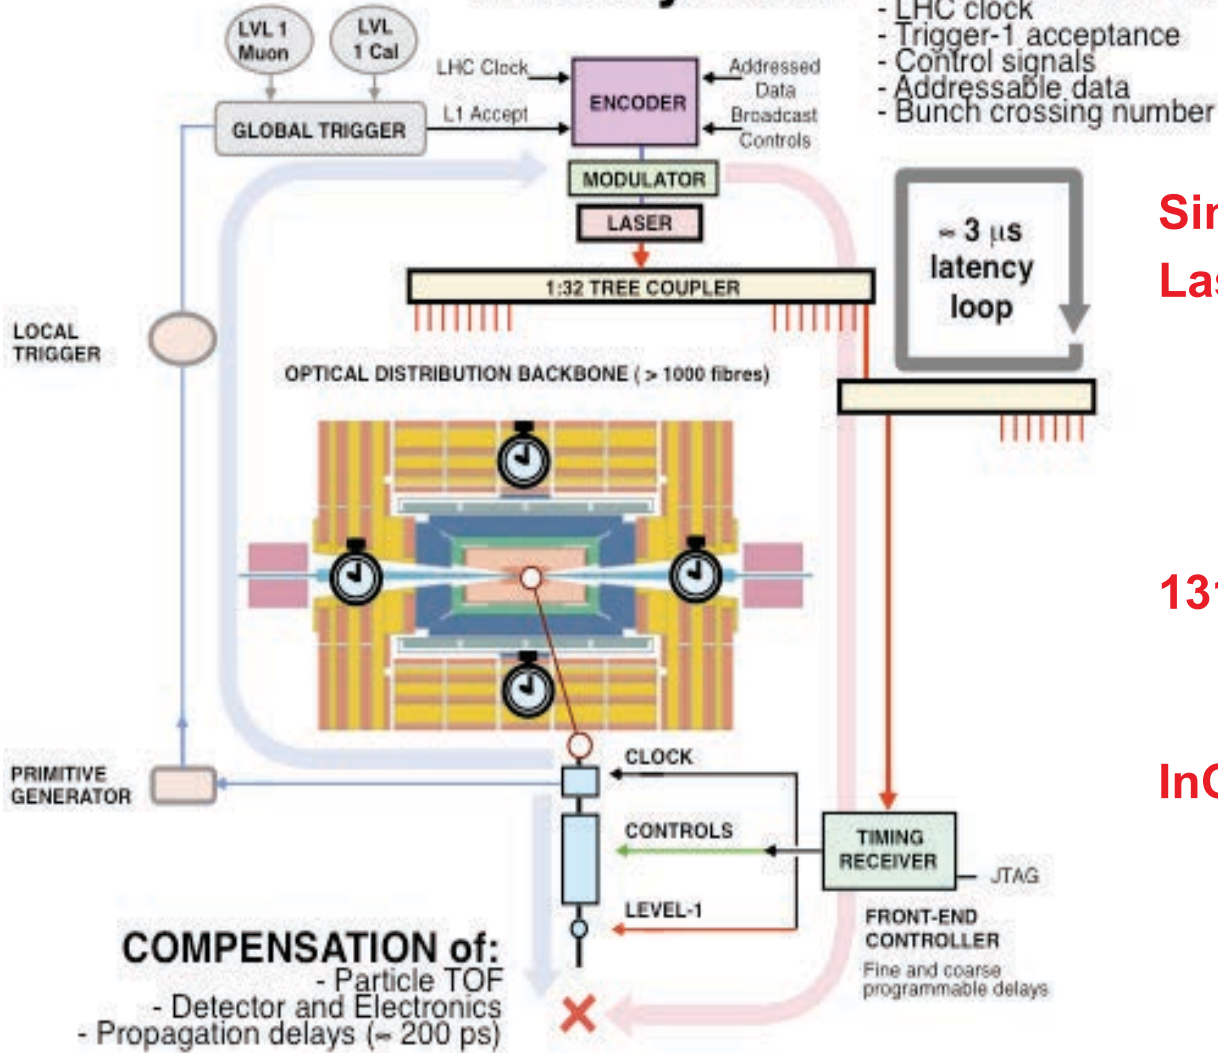 - LHC clock
- Trigger-1 acceptance
- Control signals
- Addressable data
- Bunch crossing number
LVL 1
Muon
LVL
1 Cal
GLOBAL TRIGGER
LHC Clock
L1 Accept
ENCODER
Addressed
Data
Broadcast
Controls
MODULATOR
LASER
1:32 TREE COUPLER
≈ 3 µs
latency
loop
LOCAL
TRIGGER
OPTICAL DISTRIBUTION BACKBONE ( > 1000 fibres)
PRIMITIVE
GENERATOR
CLOCK
CONTROLS
LEVEL-1
TIMING
RECEIVER
JTAG
FRONT-END
CONTROLLER
Fine and coarse
programmable delays
COMPENSATION of:
- Particle TOF
- Detector and Electronics
- Propagation delays (≈ 200 ps)